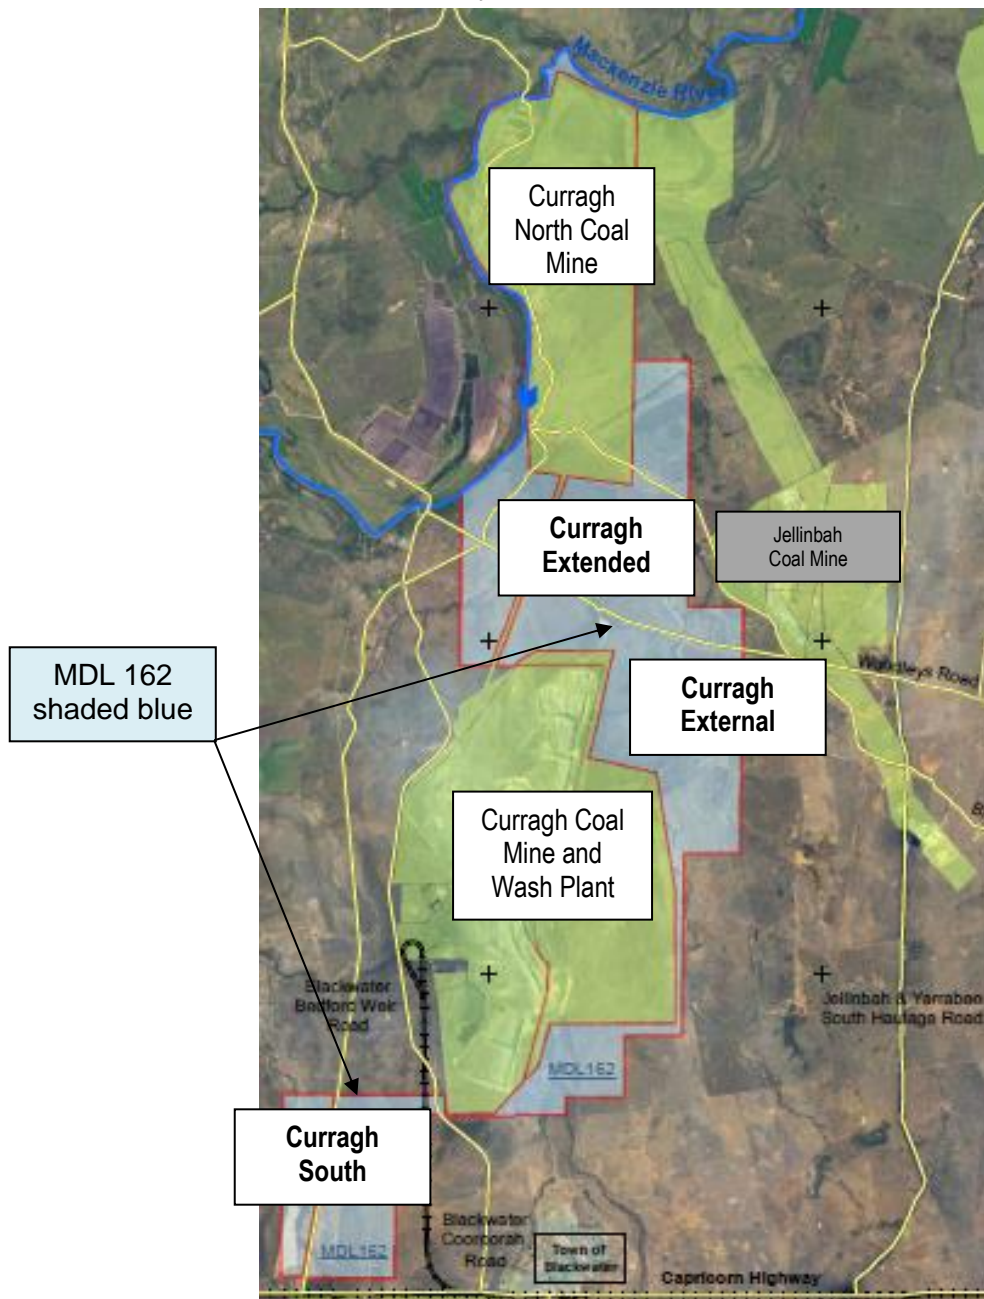 Mackenzie River
Curragh
North Coal
Mine
Curragh
Extended
Jellinbah
Coal Mine
MDL 162
shaded blue
Curragh
External
Wandleys Road
Curragh Coal
Mine and
Wash Plant
Blackwater
Bedford Weir
Road
Jellinbah & Yarrabee
South Haulage Road
MDL162
Curragh
South
MDL162
Blackwater
Cooroorah
Road
Town of
Blackwater
Capricorn Highway